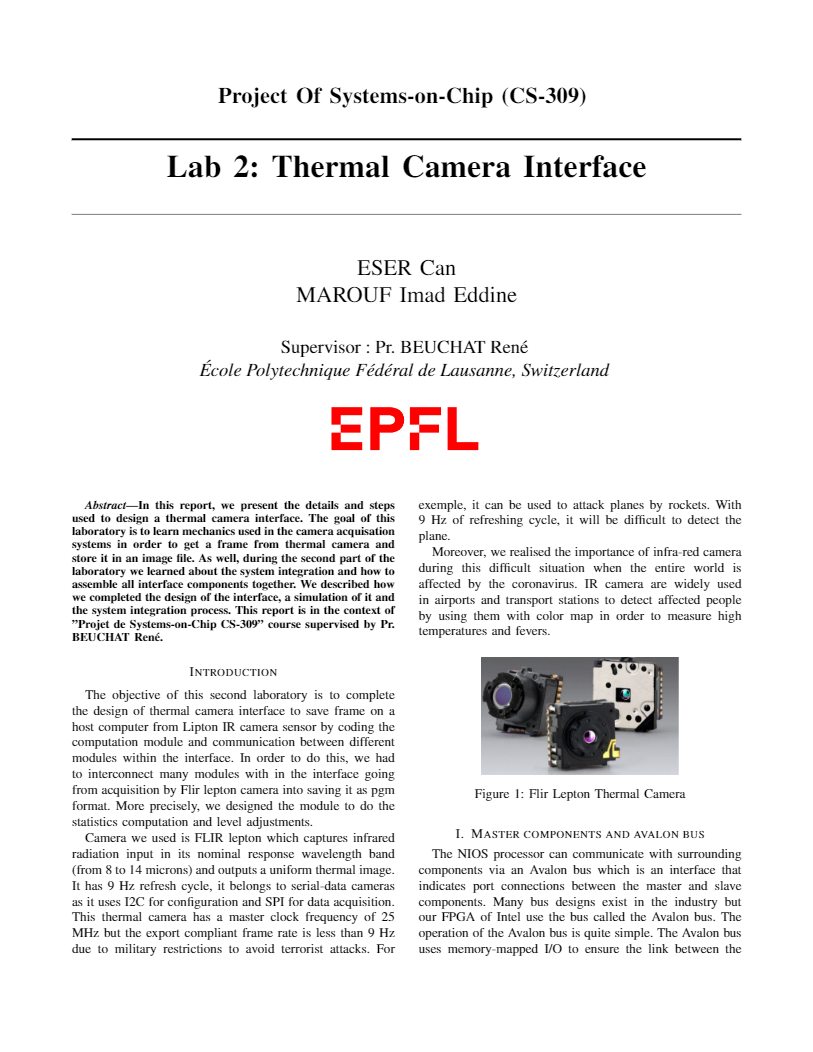 Project Of Systems-on-Chip (CS-309)
Lab 2: Thermal Camera Interface
ESER Can
MAROUF Imad Eddine
Supervisor : Pr. BEUCHAT René
École Polytechnique Fédéral de Lausanne, Switzerland
EPFL
Abstract—In this report, we present the details and steps
used to design a thermal camera interface. The goal of this
laboratory is to learn mechanics used in the camera acquisation
systems in order to get a frame from thermal camera and
store it in an image file. As well, during the second part of the
laboratory we learned about the system integration and how to
assemble all interface components together. We described how
we completed the design of the interface, a simulation of it and
the system integration process. This report is in the context of
”Projet de Systems-on-Chip CS-309” course supervised by Pr.
BEUCHAT René.
INTRODUCTION
The objective of this second laboratory is to complete
the design of thermal camera interface to save frame on a
host computer from Lipton IR camera sensor by coding the
computation module and communication between different
modules within the interface. In order to do this, we had
to interconnect many modules with in the interface going
from acquisition by Flir lepton camera into saving it as pgm
format. More precisely, we designed the module to do the
statistics computation and level adjustments.
Camera we used is FLIR lepton which captures infrared
radiation input in its nominal response wavelength band
(from 8 to 14 microns) and outputs a uniform thermal image.
It has 9 Hz refresh cycle, it belongs to serial-data cameras
as it uses I2C for configuration and SPI for data acquisition.
This thermal camera has a master clock frequency of 25
MHz but the export compliant frame rate is less than 9 Hz
due to military restrictions to avoid terrorist attacks. For
exemple, it can be used to attack planes by rockets. With
9 Hz of refreshing cycle, it will be difficult to detect the
plane.
Moreover, we realised the importance of infra-red camera
during this difficult situation when the entire world is
affected by the coronavirus. IR camera are widely used
in airports and transport stations to detect affected people
by using them with color map in order to measure high
temperatures and fevers.
Figure 1: Flir Lepton Thermal Camera
I. MASTER COMPONENTS AND AVALON BUS
The NIOS processor can communicate with surrounding
components via an Avalon bus which is an interface that
indicates port connections between the master and slave
components. Many bus designs exist in the industry but
our FPGA of Intel use the bus called the Avalon bus. The
operation of the Avalon bus is quite simple. The Avalon bus
uses memory-mapped I/O to ensure the link between the